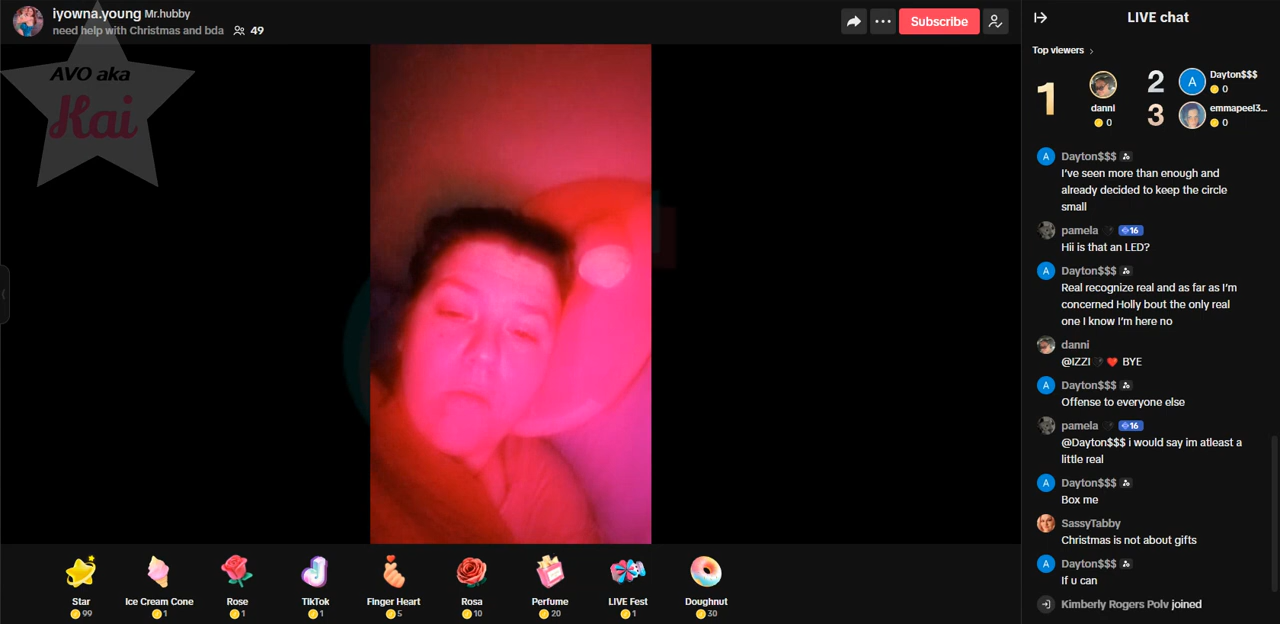 iyowna.young Mr.hubby
need help with Christmas and bda 49
Subscribe
AVO aka
Kai
LIVE chat
Top viewers
1
danni
0
2
A
Dayton$$$
0
3
emmapeel3...
0
A Dayton$$$
I've seen more than enough and
already decided to keep the circle
small
pamela 16
Hii is that an LED?
A Dayton$$$
Real recognize real and as far as I'm
concerned Holly bout the only real
one I know I'm here no
danni
@IZZI 🖤 ❤️ BYE
A Dayton$$$
Offense to everyone else
pamela 16
@Dayton$$$ i would say im atleast a
little real
A Dayton$$$
Box me
SassyTabby
Christmas is not about gifts
A Dayton$$$
If u can
Kimberly Rogers Polv joined
Star
99
Ice Cream Cone
1
Rose
1
TikTok
1
Finger Heart
5
Rosa
10
Perfume
20
LIVE Fest
1
Doughnut
30